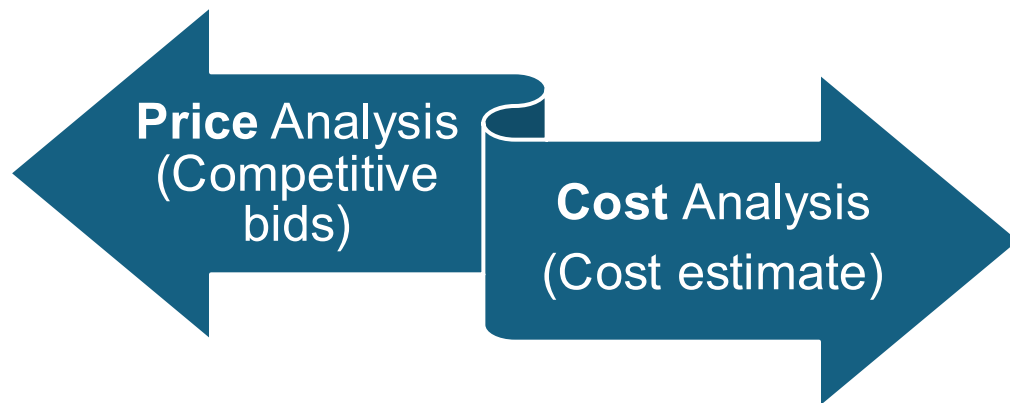 Price Analysis
(Competitive
bids)
Cost Analysis
(Cost estimate)